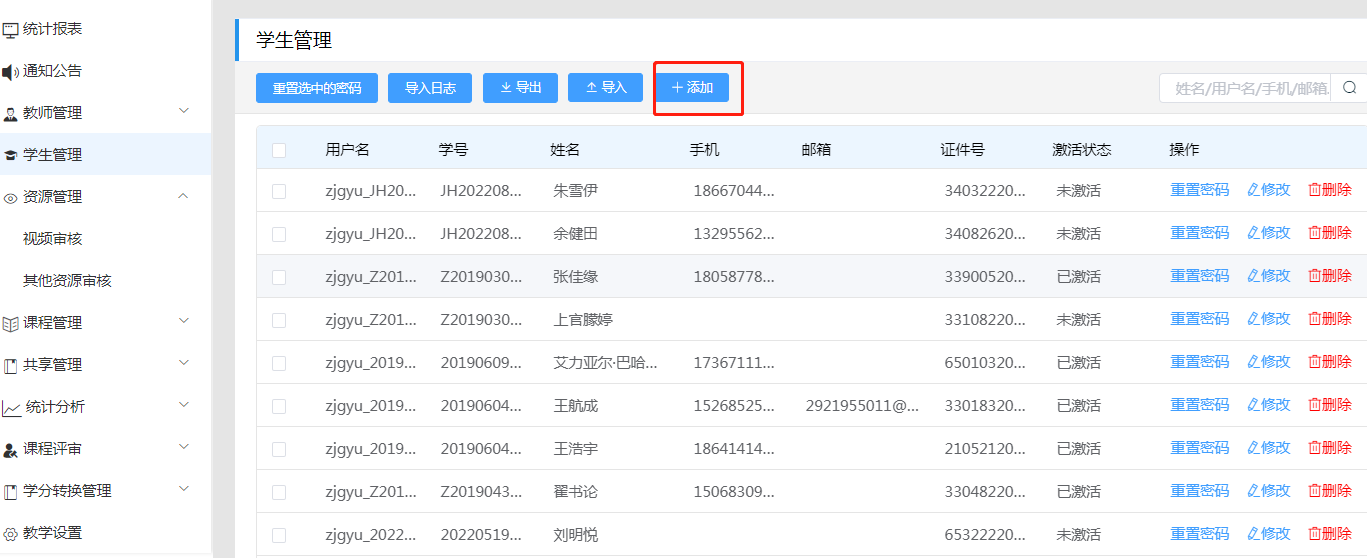 统计报表
通知公告
教师管理
学生管理
资源管理
视频审核
其他资源审核
课程管理
共享管理
统计分析
课程评审
学分转换管理
教学设置
学生管理
重置选中的密码 导入日志 导出 导入 添加 姓名/用户名/手机/邮箱
用户名 学号 姓名 手机 邮箱 证件号 激活状态 操作
zjgyu_JH20... JH202208... 朱雪伊 18667044... 34032220... 未激活 重置密码 修改 删除
zjgyu_JH20... JH202208... 余健田 13295562... 34082620... 未激活 重置密码 修改 删除
zjgyu_Z201... Z2019030... 张佳缘 18058778... 33900520... 已激活 重置密码 修改 删除
zjgyu_Z201... Z2019030... 上官朦婷 33108220... 未激活 重置密码 修改 删除
zjgyu_2019... 20190609... 艾力亚尔·巴哈... 17367111... 65010320... 已激活 重置密码 修改 删除
zjgyu_2019... 20190604... 王航成 15268525... 2921955011@... 33018320... 已激活 重置密码 修改 删除
zjgyu_2019... 20190604... 王浩宇 18641414... 21052120... 已激活 重置密码 修改 删除
zjgyu_Z201... Z2019043... 翟书论 15068309... 33048220... 已激活 重置密码 修改 删除
zjgyu_2022... 20220519... 刘明悦 65322220... 未激活 重置密码 修改 删除